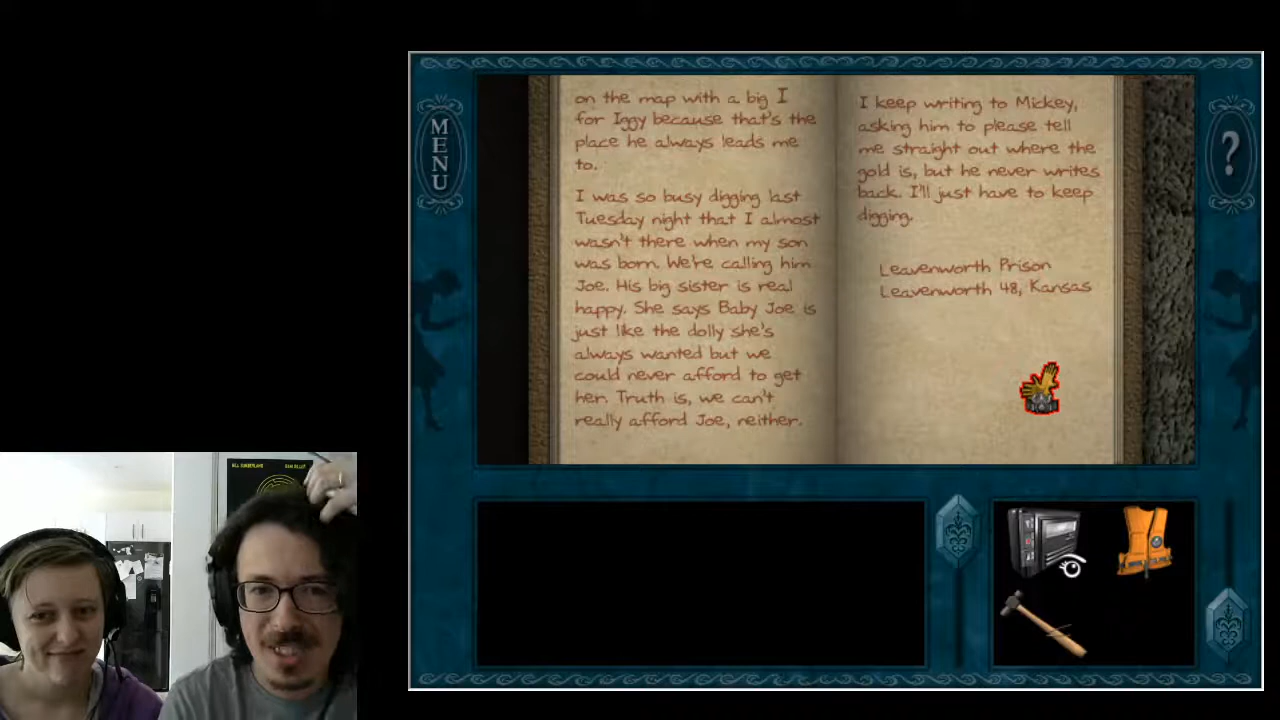 BILL SUMMERLAND
MENU
?
on the map with a big I
for Iggy because that's the
place he always leads me
to.
I was so busy digging last
Tuesday night that I almost
wasn't there when my son
was born. We're calling him
Joe. His big sister is real
happy. She says Baby Joe is
just like the dolly she's
always wanted but we
could never afford to get
her. Truth is, we can't
really afford Joe, neither.
I keep writing to Mickey,
asking him to please tell
me straight out where the
gold is, but he never writes
back. I'll just have to keep
digging.
Leavenworth Prison
Leavenworth 48, Kansas